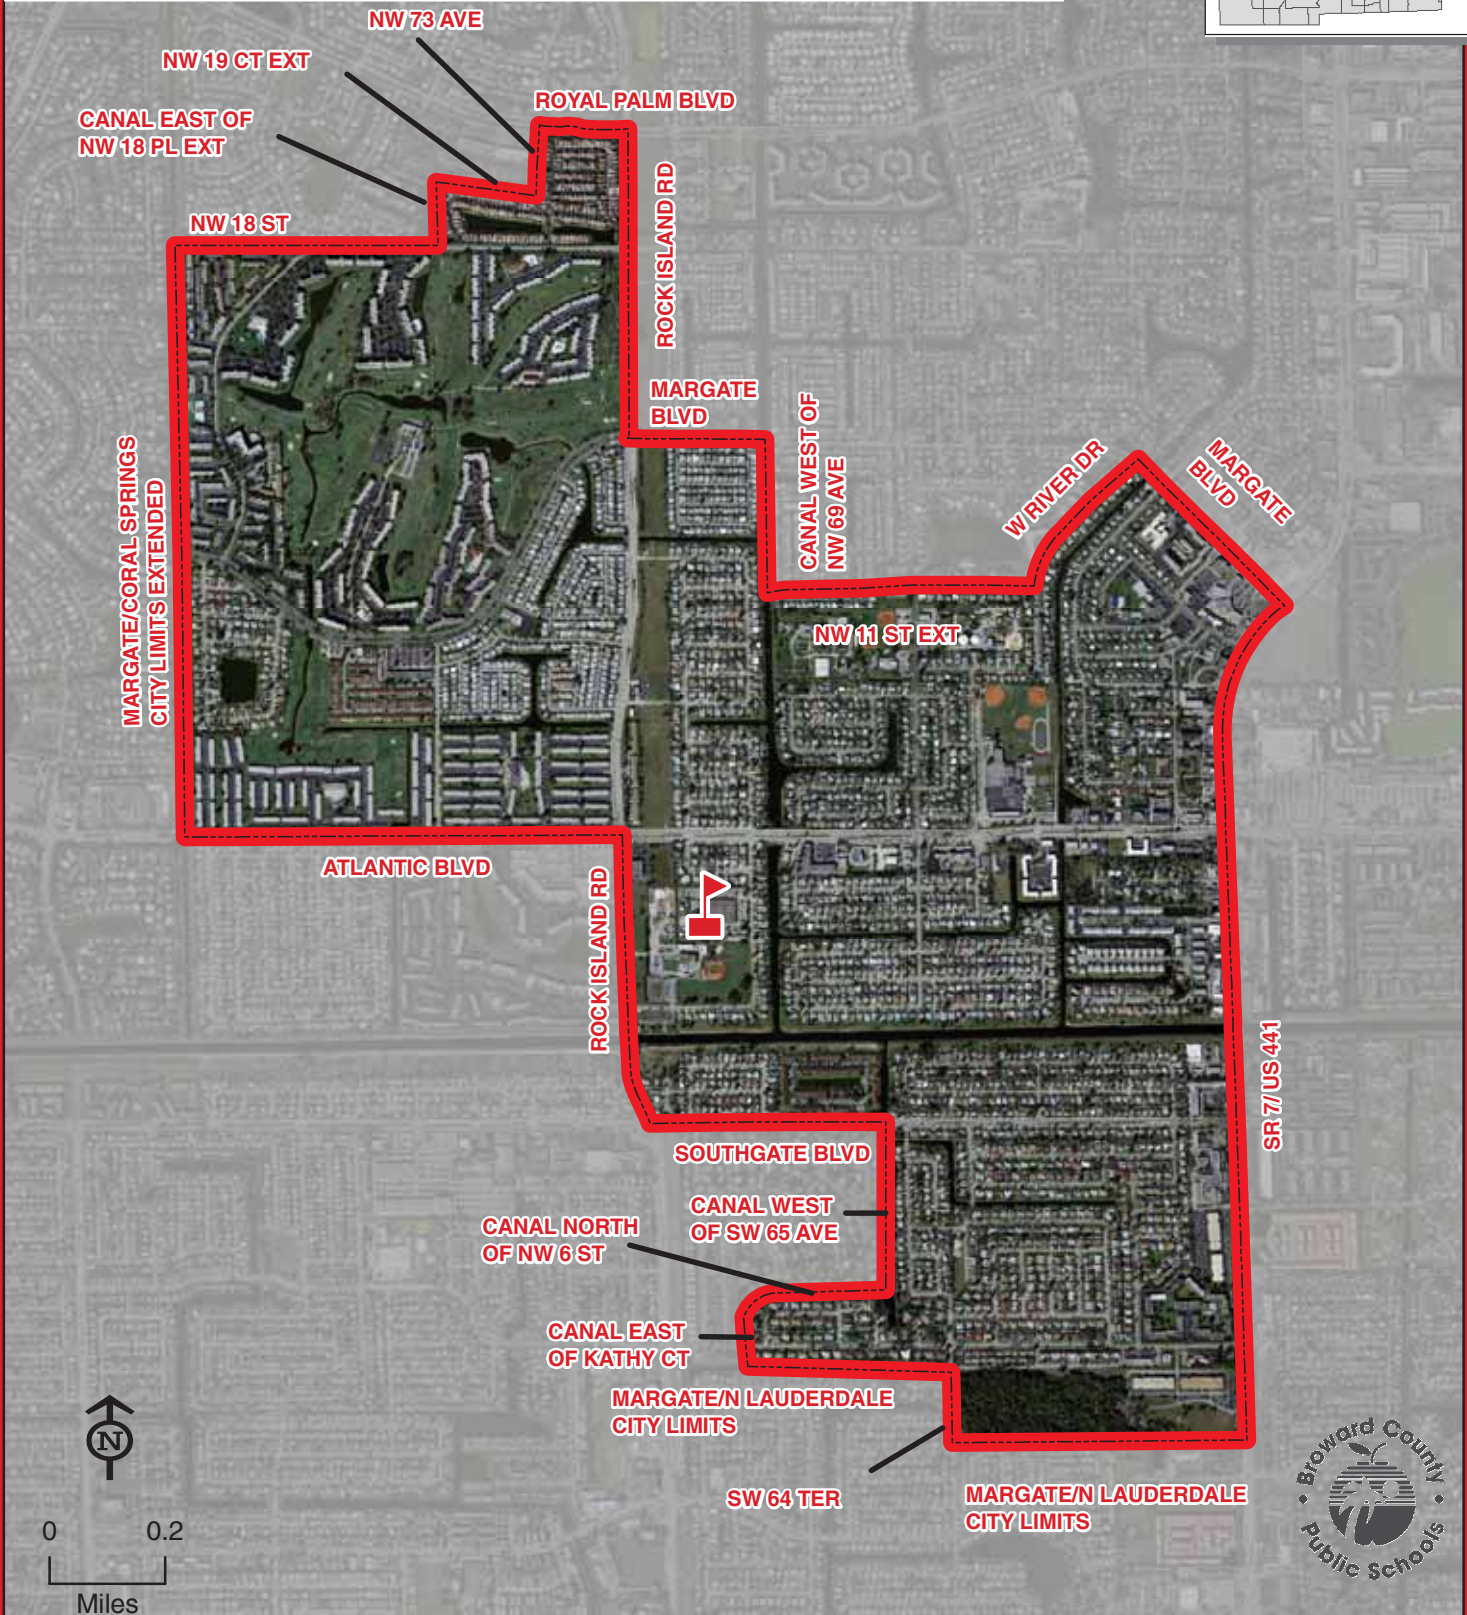 NW 73 AVE
NW 19 CT EXT
ROYAL PALM BLVD
CANAL EAST OF
NW 18 PL EXT
NW 18 ST
ROCK ISLAND RD
MARGATE
BLVD
CANAL WEST OF
NW 69 AVE
W RIVER DR
MARGATE
BLVD
MARGATE/CORAL SPRINGS
CITY LIMITS EXTENDED
NW 11 ST EXT
ATLANTIC BLVD
ROCK ISLAND RD
SR 7/ US 441
SOUTHGATE BLVD
CANAL WEST
OF SW 65 AVE
CANAL NORTH
OF NW 6 ST
CANAL EAST
OF KATHY CT
MARGATE/N LAUDERDALE
CITY LIMITS
SW 64 TER
MARGATE/N LAUDERDALE
CITY LIMITS
N
0 0.2
Miles
Broward County
Public Schools